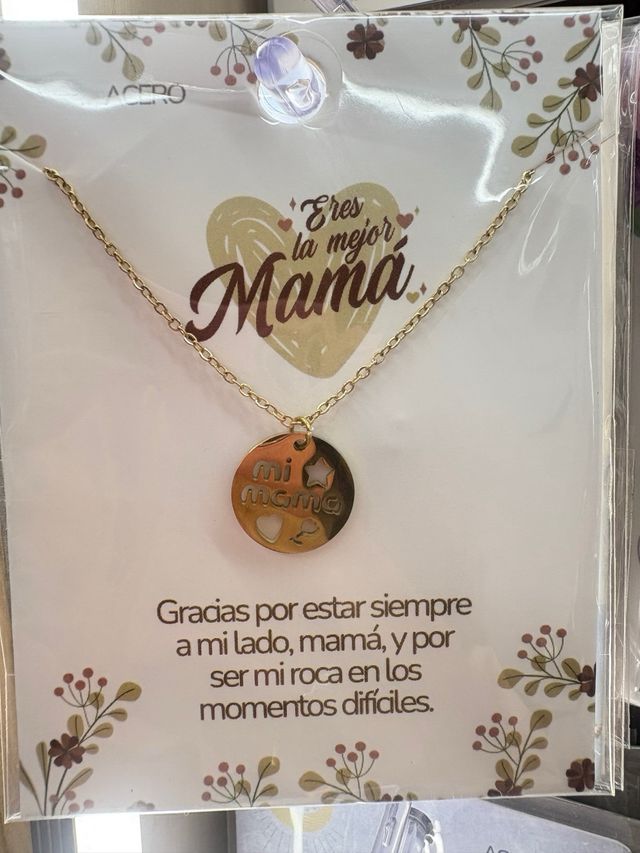 ACERO
Eres
la mejor
Mamá
mi
mama
Gracias por estar siempre
a mi lado, mamá, y por
ser mi roca en los
momentos difíciles.